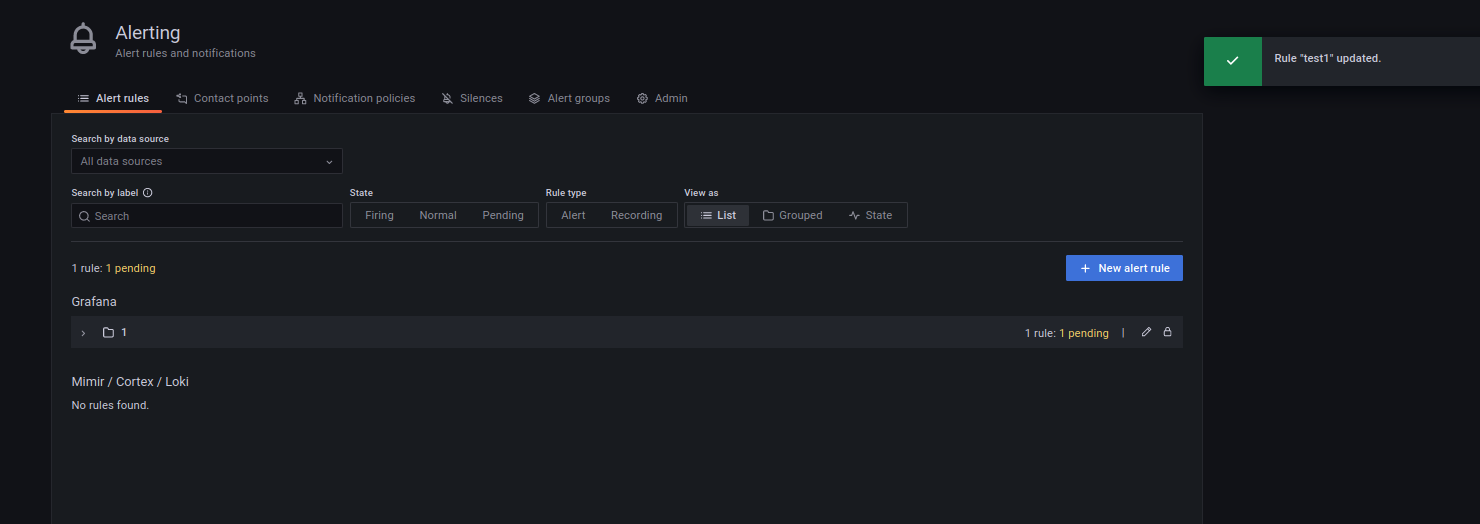 Alerting
Alert rules and notifications
Rule "test1" updated.
Alert rules Contact points Notification policies Silences Alert groups Admin
Search by data source
All data sources
Search by label State Rule type View as
Search Firing Normal Pending Alert Recording List Grouped State
1 rule: 1 pending New alert rule
Grafana
1 1 rule: 1 pending |
Mimir / Cortex / Loki
No rules found.